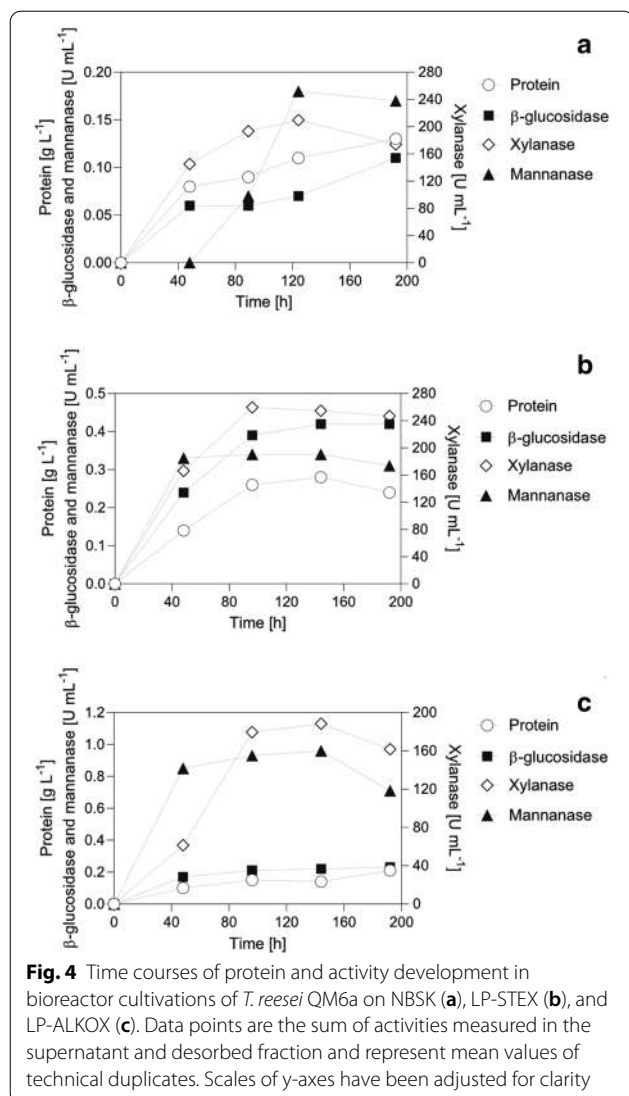 a
Protein [g L⁻¹]
β-glucosidase and mannanase [U mL⁻¹]
0.20
0.15
0.10
0.05
0.00
280
240
200
160
120
80
40
0
Xylanase [U mL⁻¹]
0 40 80 120 160 200
Time [h]
Protein
β-glucosidase
Xylanase
Mannanase
b
Protein [g L⁻¹]
β-glucosidase and mannanase [U mL⁻¹]
0.5
0.4
0.3
0.2
0.1
0.0
280
240
200
160
120
80
40
0
Xylanase [U mL⁻¹]
0 40 80 120 160 200
Time [h]
Protein
β-glucosidase
Xylanase
Mannanase
c
Protein [g L⁻¹]
β-glucosidase and mannanase [U mL⁻¹]
1.2
1.0
0.8
0.6
0.4
0.2
0.0
200
160
120
80
40
0
Xylanase [U mL⁻¹]
0 40 80 120 160 200
Time [h]
Protein
β-glucosidase
Xylanase
Mannanase
Fig. 4 Time courses of protein and activity development in
bioreactor cultivations of T. reesei QM6a on NBSK (a), LP-STEX (b), and
LP-ALKOX (c). Data points are the sum of activities measured in the
supernatant and desorbed fraction and represent mean values of
technical duplicates. Scales of y-axes have been adjusted for clarity